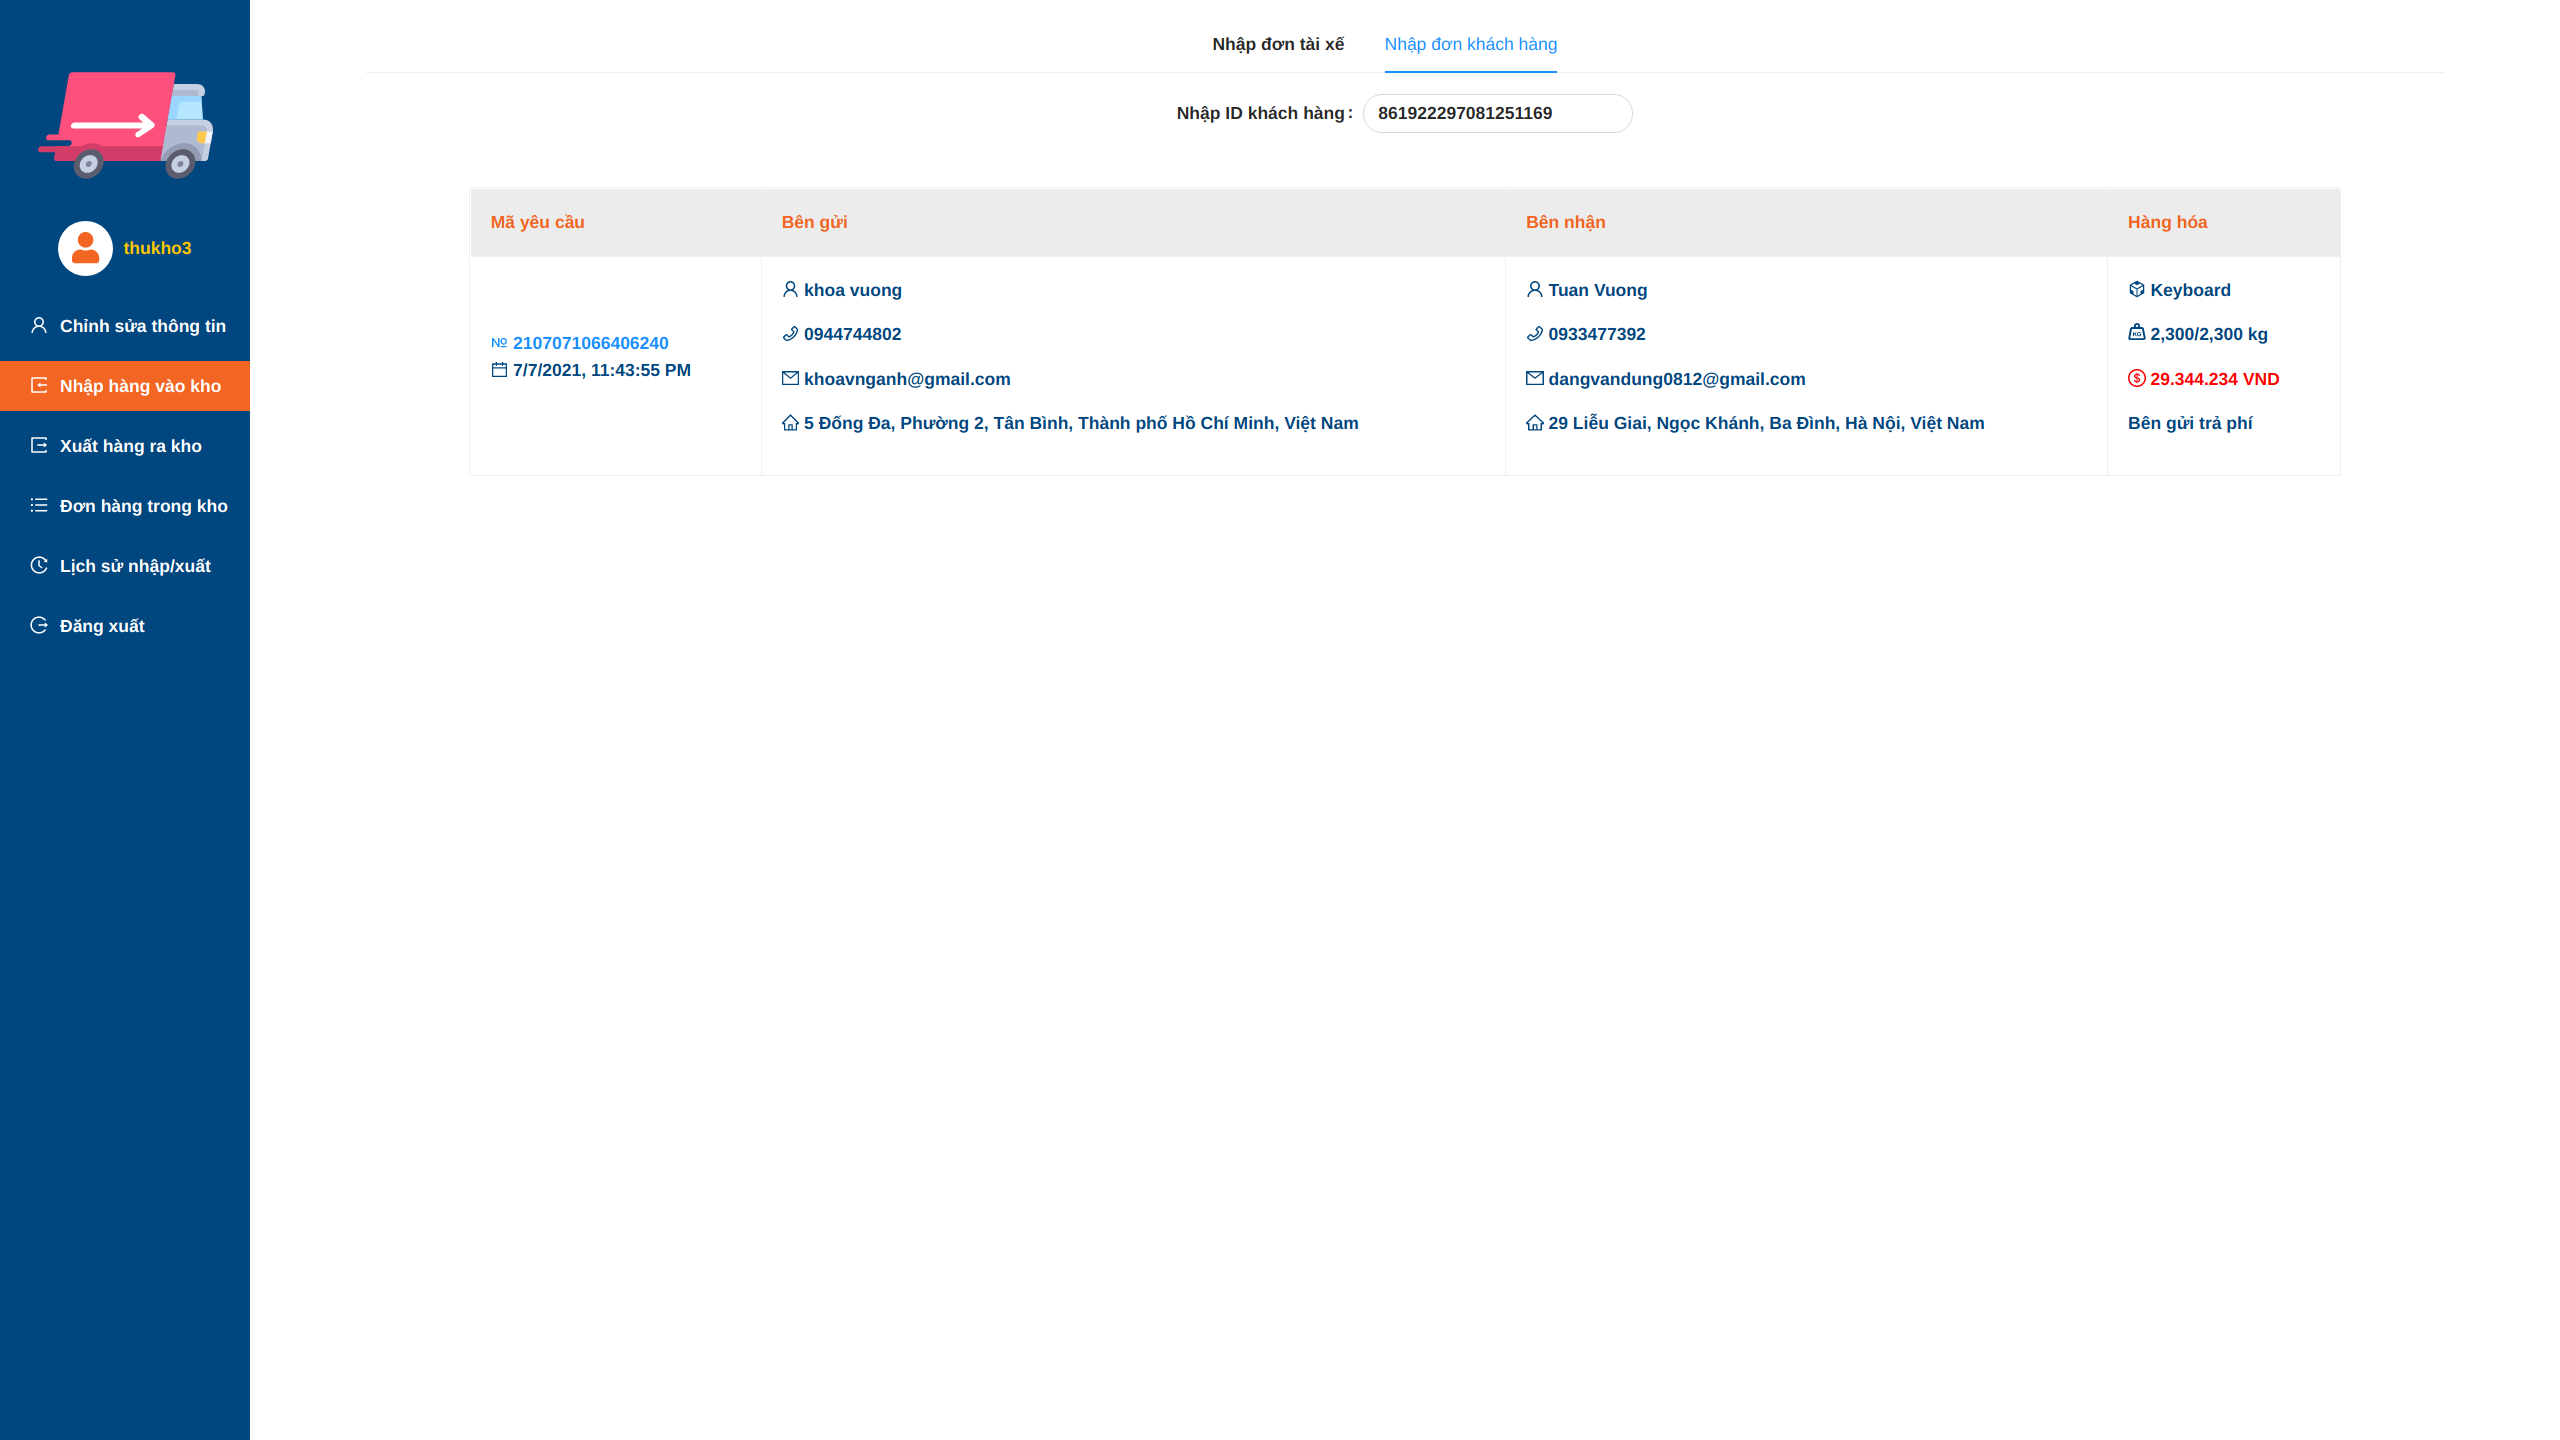 thukho3
Chỉnh sửa thông tin
Nhập hàng vào kho
Xuất hàng ra kho
Đơn hàng trong kho
Lịch sử nhập/xuất
Đăng xuất
Nhập đơn tài xế
Nhập đơn khách hàng
Nhập ID khách hàng : 861922297081251169
Mã yêu cầu
Bên gửi
Bên nhận
Hàng hóa
№ 2107071066406240
7/7/2021, 11:43:55 PM
khoa vuong
0944744802
khoavnganh@gmail.com
5 Đống Đa, Phường 2, Tân Bình, Thành phố Hồ Chí Minh, Việt Nam
Tuan Vuong
0933477392
dangvandung0812@gmail.com
29 Liễu Giai, Ngọc Khánh, Ba Đình, Hà Nội, Việt Nam
Keyboard
KG 2,300/2,300 kg
$ 29.344.234 VND
Bên gửi trả phí